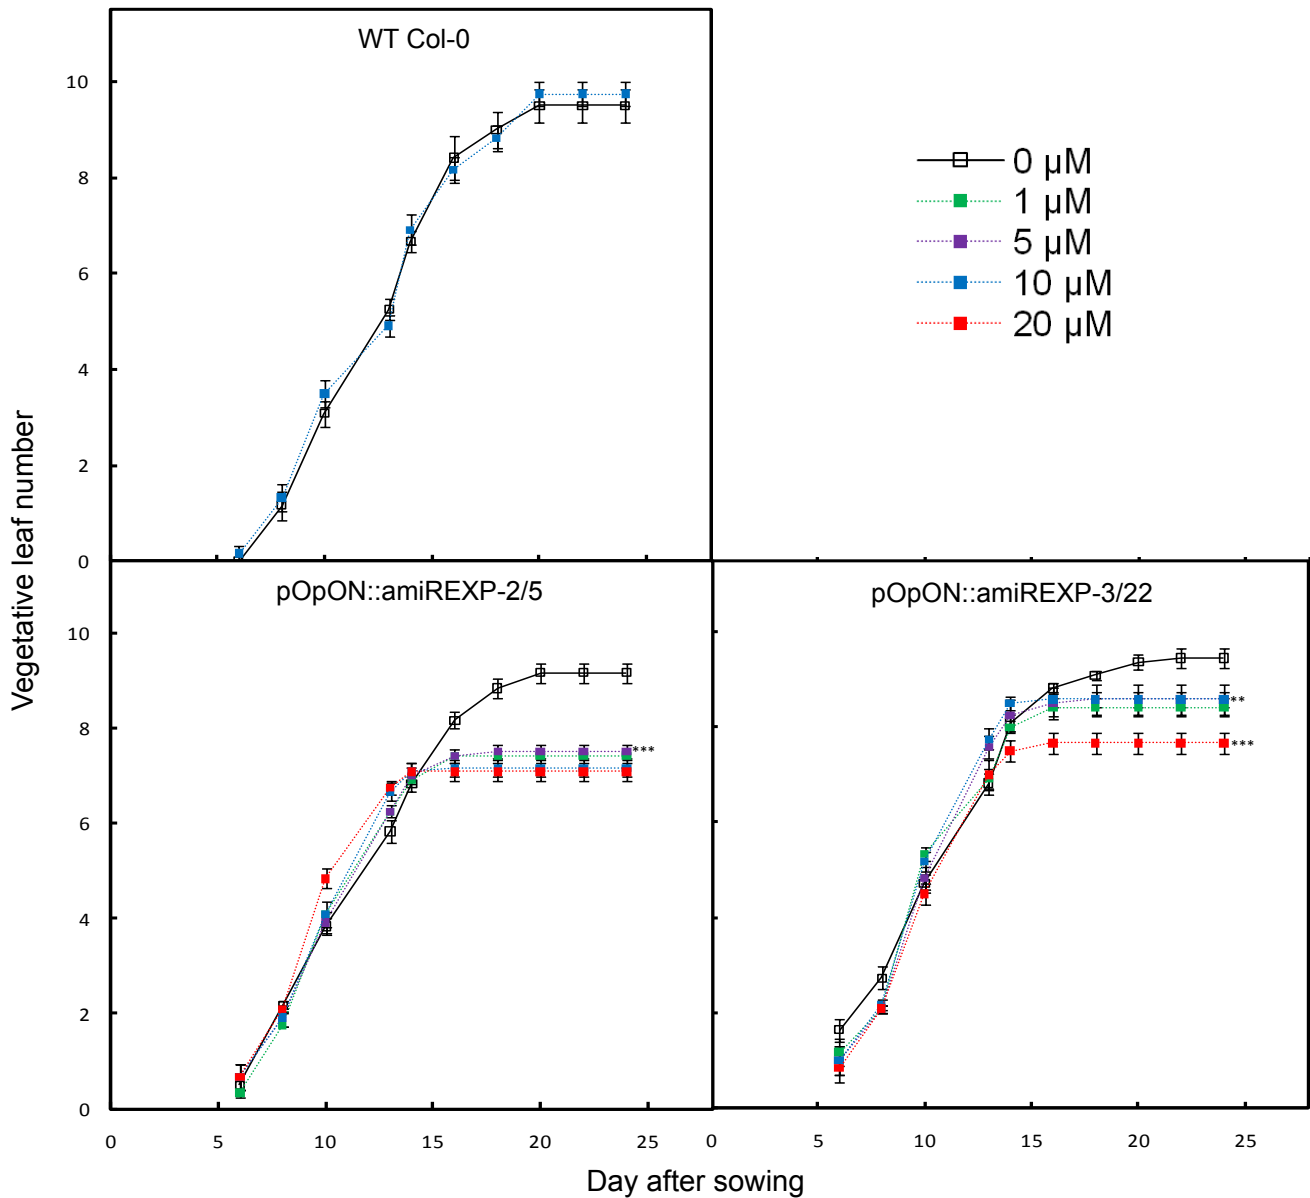 WT Col-0
10
8
6
4
2
0
0 µM
1 µM
5 µM
10 µM
20 µM
Vegetative leaf number
pOpON::amiREXP-2/5
10
8
6
4
2
0
***
0 5 10 15 20 25
pOpON::amiREXP-3/22
**
***
0 5 10 15 20 25
Day after sowing